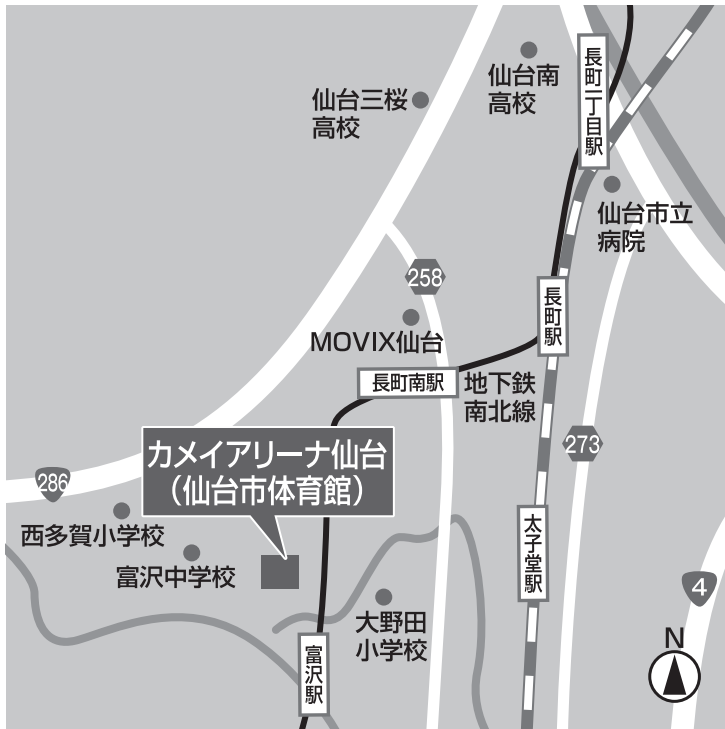 仙台南
高校
長町一丁目駅
仙台三桜
高校
仙台市立
病院
258
長町駅
MOVIX仙台
長町南駅
地下鉄
南北線
カメイアリーナ仙台
（仙台市体育館）
273
286
西多賀小学校
太子堂駅
富沢中学校
4
大野田
小学校
N
富沢駅